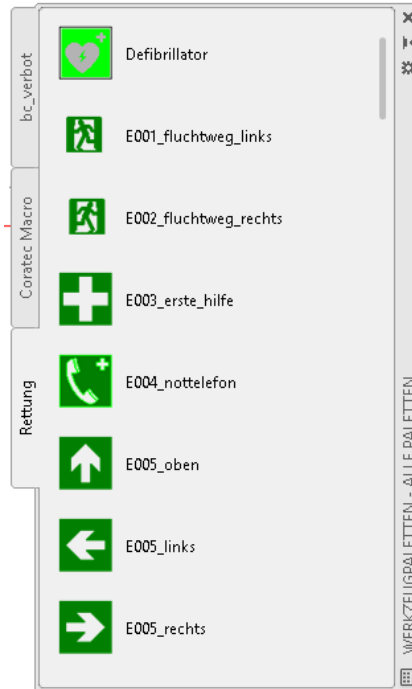 bc_verbot
Coratec Macro
Rettung
Defibrillator
E001_fluchtweg_links
E002_fluchtweg_rechts
E003_erste_hilfe
E004_nottelefon
E005_oben
E005_links
E005_rechts
WERKZEUGPALETTEN - ALLE PALETTEN